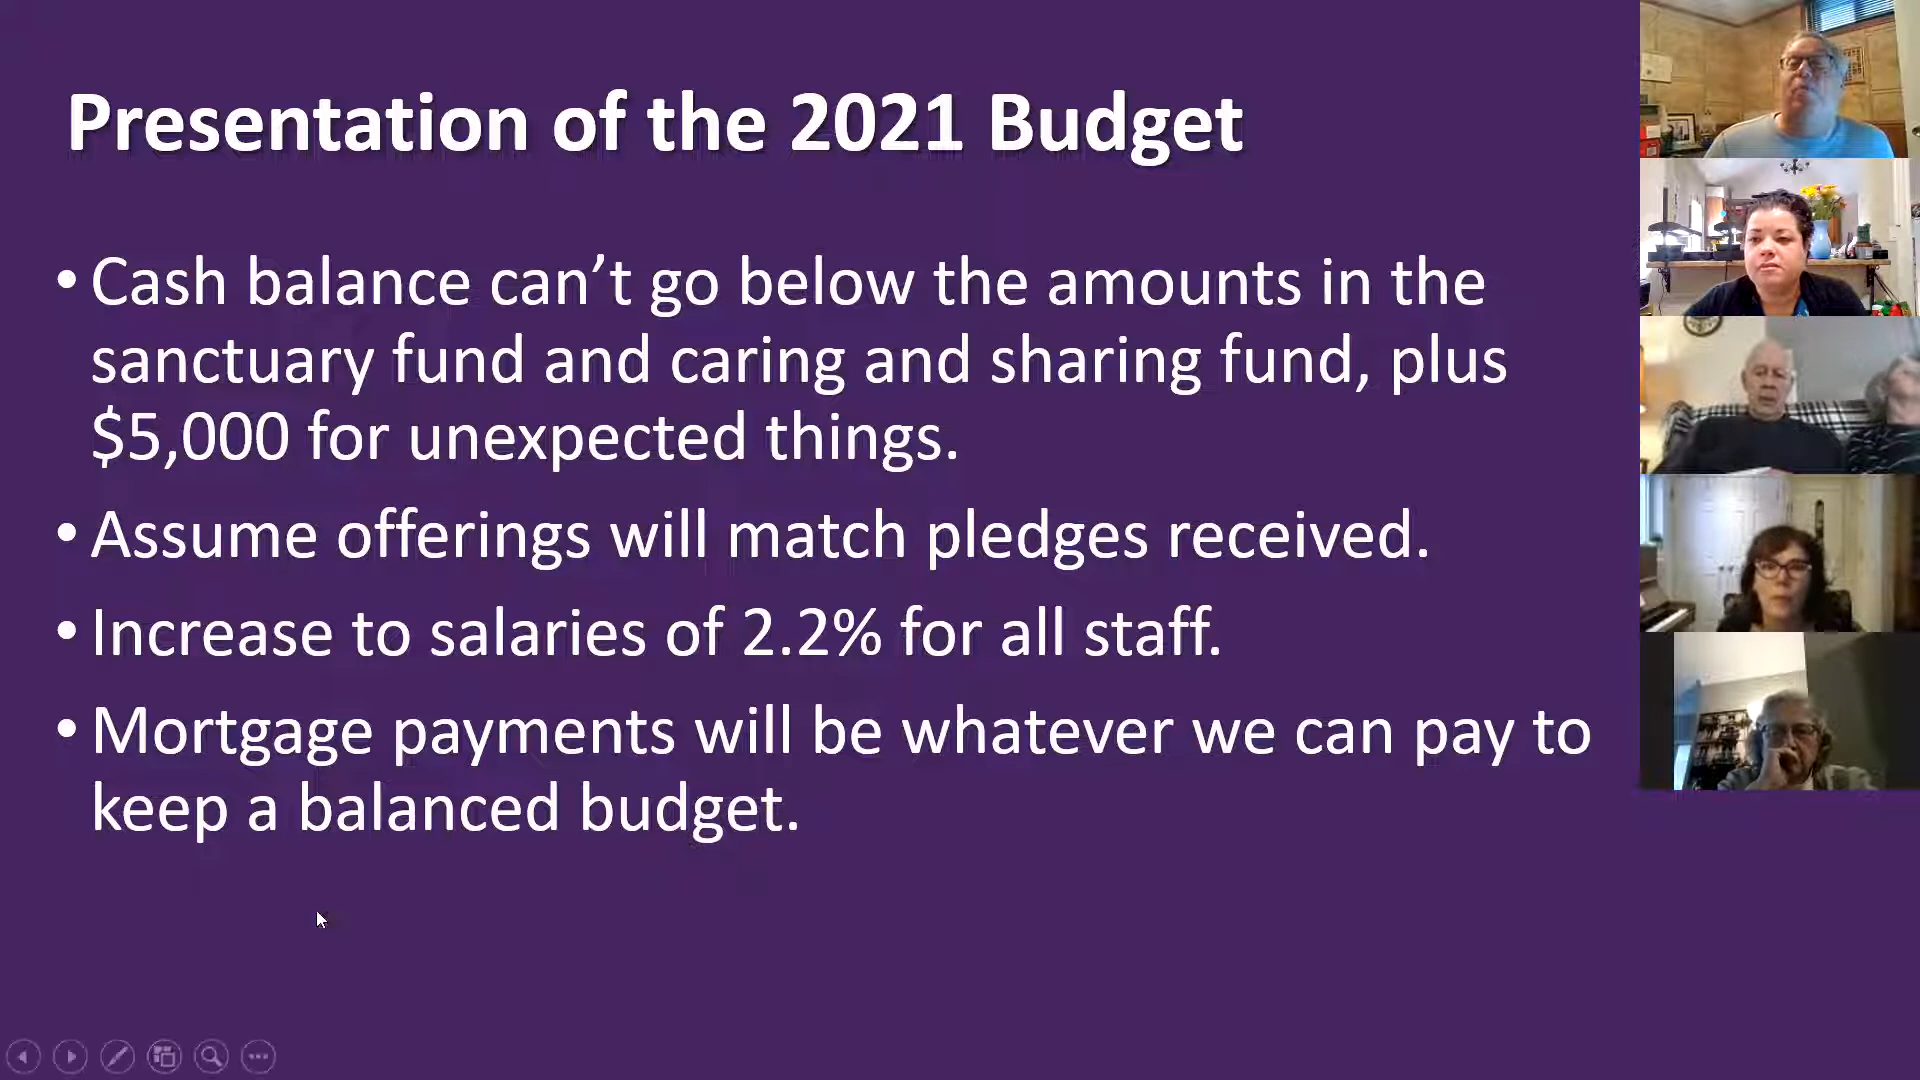 Presentation of the 2021 Budget
• Cash balance can’t go below the amounts in the
sanctuary fund and caring and sharing fund, plus
$5,000 for unexpected things.
• Assume offerings will match pledges received.
• Increase to salaries of 2.2% for all staff.
• Mortgage payments will be whatever we can pay to
keep a balanced budget.